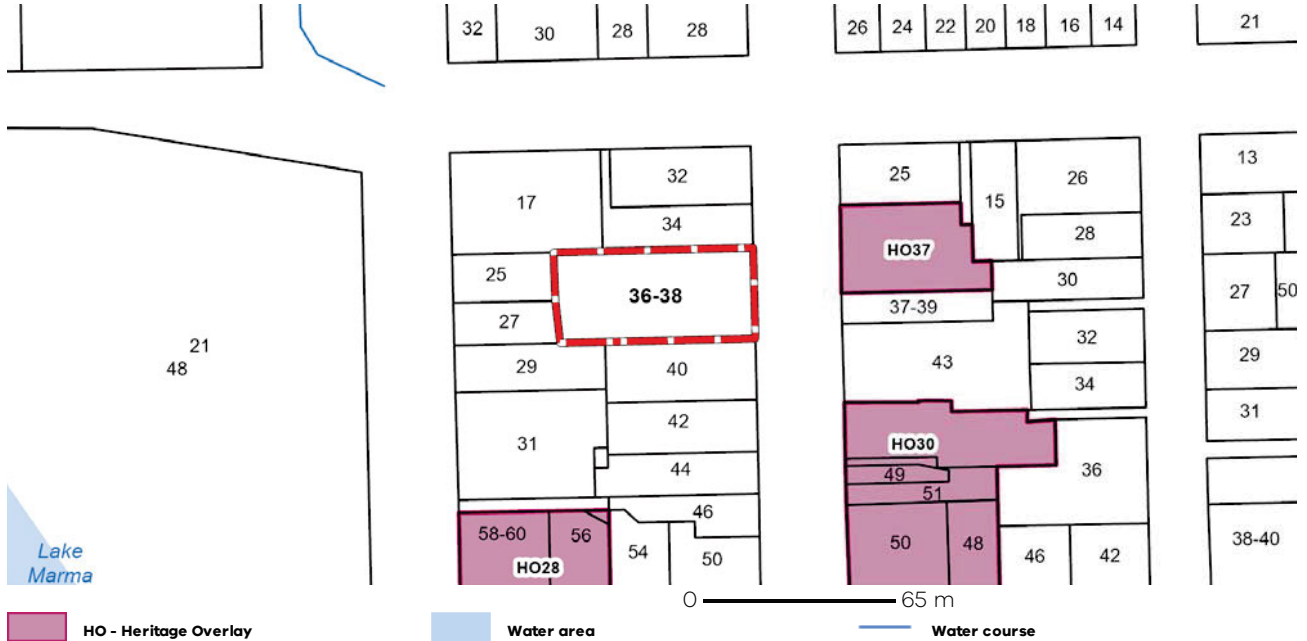 32 30 28 28 26 24 22 20 18 16 14 21
17 32 25 15 26 13
34 HO37 28 23
25 36-38 30 27 50
27 37-39 32
21 29 40 43 34 29
48
31 42 HO30 31
44 49 36
51
58-60 56 46 50 48 38-40
HO28 54 50 46 42
Lake
Marma
0 65 m
HO - Heritage Overlay Water area Water course